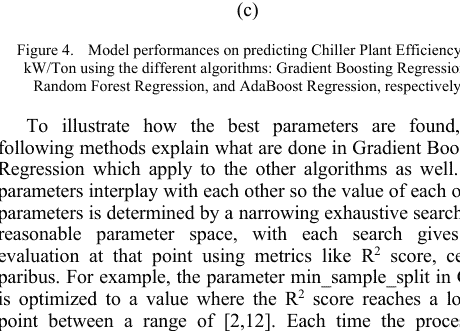 (c)
Figure 4. Model performances on predicting Chiller Plant Efficiency
kW/Ton using the different algorithms: Gradient Boosting Regressio
Random Forest Regression, and AdaBoost Regression, respectively
To illustrate how the best parameters are found,
following methods explain what are done in Gradient Boo
Regression which apply to the other algorithms as well.
parameters interplay with each other so the value of each o
parameters is determined by a narrowing exhaustive search
reasonable parameter space, with each search gives
evaluation at that point using metrics like R² score, ce
paribus. For example, the parameter min_sample_split in
is optimized to a value where the R² score reaches a lo
point between a range of [2,12]. Each time the proce